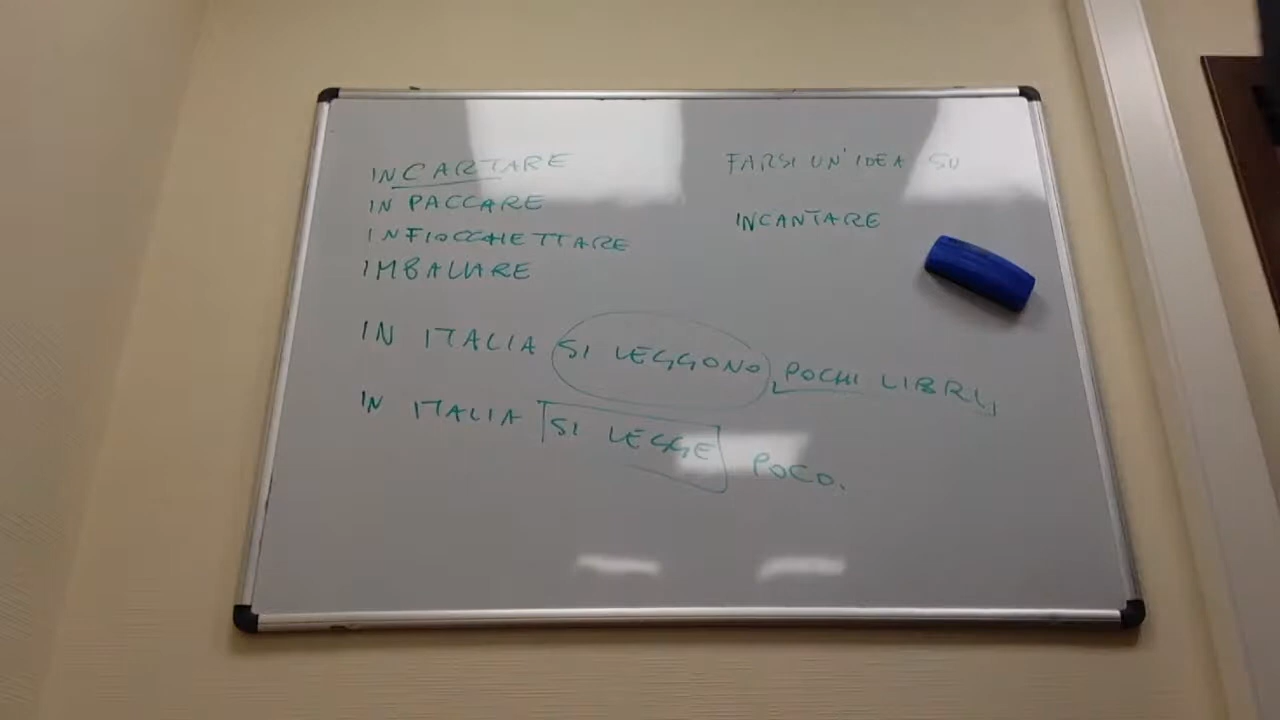 INCARTARE
IN PACCARE
INFIOCCHETTARE
IMBALLARE
FARSI UN'IDEA SU
INCANTARE
IN ITALIA SI LEGGONO POCHI LIBRI,
IN ITALIA SI LEGGE POCO.